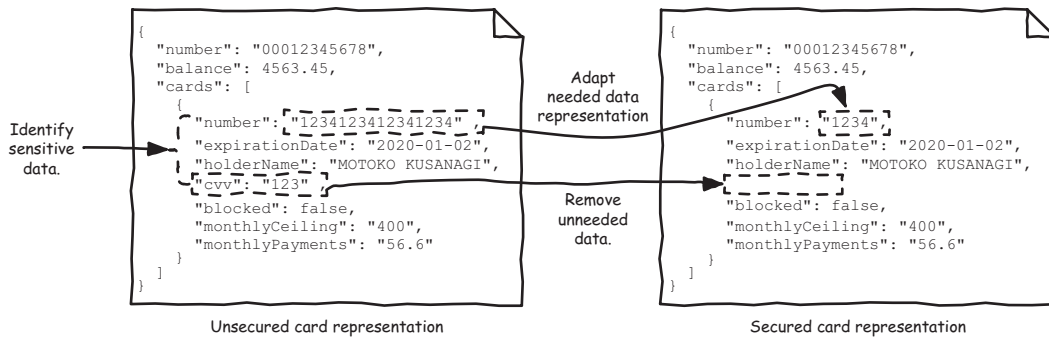 {
"number": "00012345678",
"balance": 4563.45,
"cards": [
{
"number": "1234123412341234" ,
"expirationDate": "2020-01-02",
"holderName": "MOTOKO KUSANAGI",
"cvv": "123" ,
"blocked": false,
"monthlyCeiling": "400",
"monthlyPayments": "56.6"
}
]
}
Identify
sensitive
data.
Unsecured card representation
Adapt
needed data
representation
Remove
unneeded
data.
{
"number": "00012345678",
"balance": 4563.45,
"cards": [
{
"number": "1234",
"expirationDate": "2020-01-02",
"holderName": "MOTOKO KUSANAGI",
"blocked": false,
"monthlyCeiling": "400",
"monthlyPayments": "56.6"
}
]
}
Secured card representation